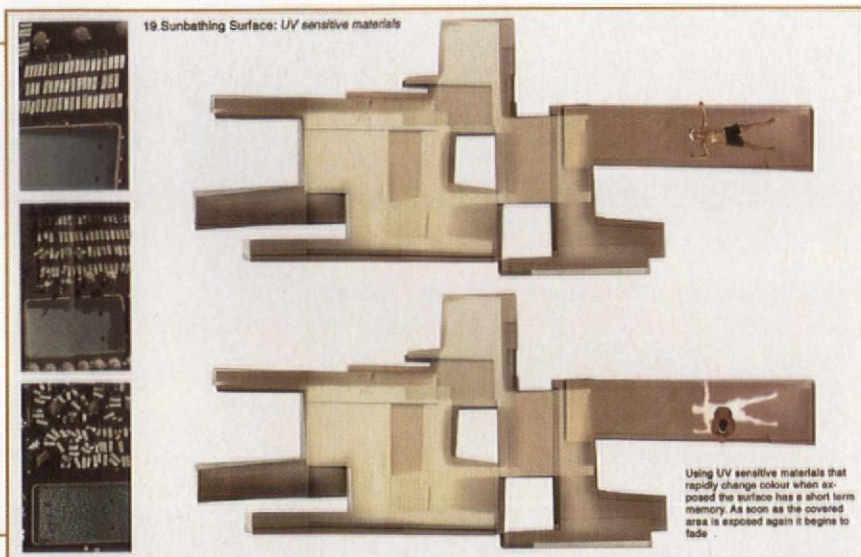 19.Sunbathing Surface: UV sensitive materials
Using UV sensitive materials that
rapidly change colour when ex-
posed the surface has a short term
memory. As soon as the covered
area is exposed again it begins to
fade .